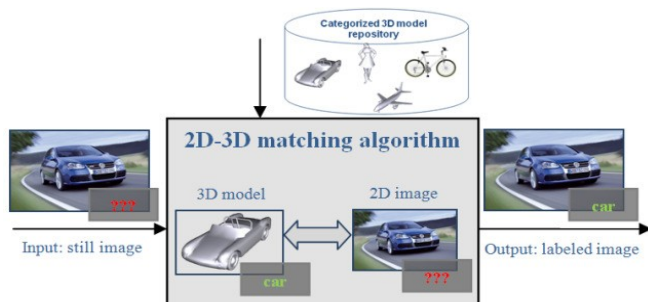 Categorized 3D model
repository
2D-3D matching algorithm
3D model
2D image
???
car
car
???
Input: still image
Output: labeled image